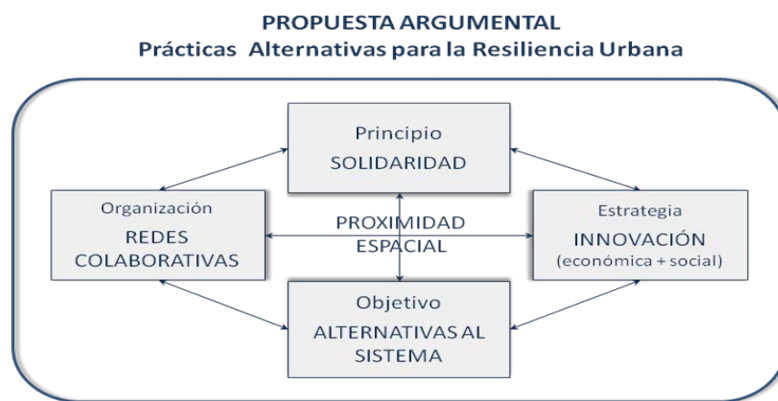 PROPUESTA ARGUMENTAL
Prácticas Alternativas para la Resiliencia Urbana
Principio
SOLIDARIDAD
Organización
REDES
COLABORATIVAS
PROXIMIDAD
ESPACIAL
Estrategia
INNOVACIÓN
(económica + social)
Objetivo
ALTERNATIVAS AL
SISTEMA